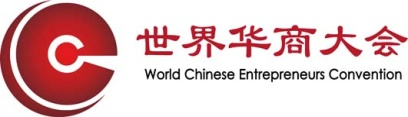 世界华商大会
World Chinese Entrepreneurs Convention